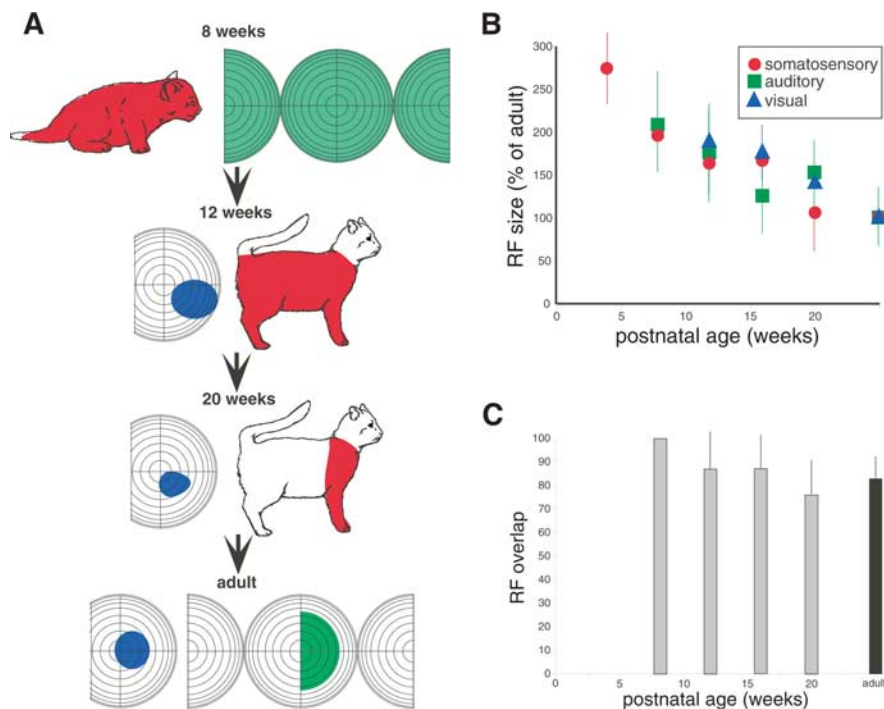 A
8 weeks
12 weeks
20 weeks
adult
B
300
250
200
150
100
50
0
RF size (% of adult)
0 5 10 15 20
postnatal age (weeks)
somatosensory
auditory
visual
C
100
90
80
70
60
50
40
30
20
10
0
RF overlap
0 5 10 15 20 adult
postnatal age (weeks)